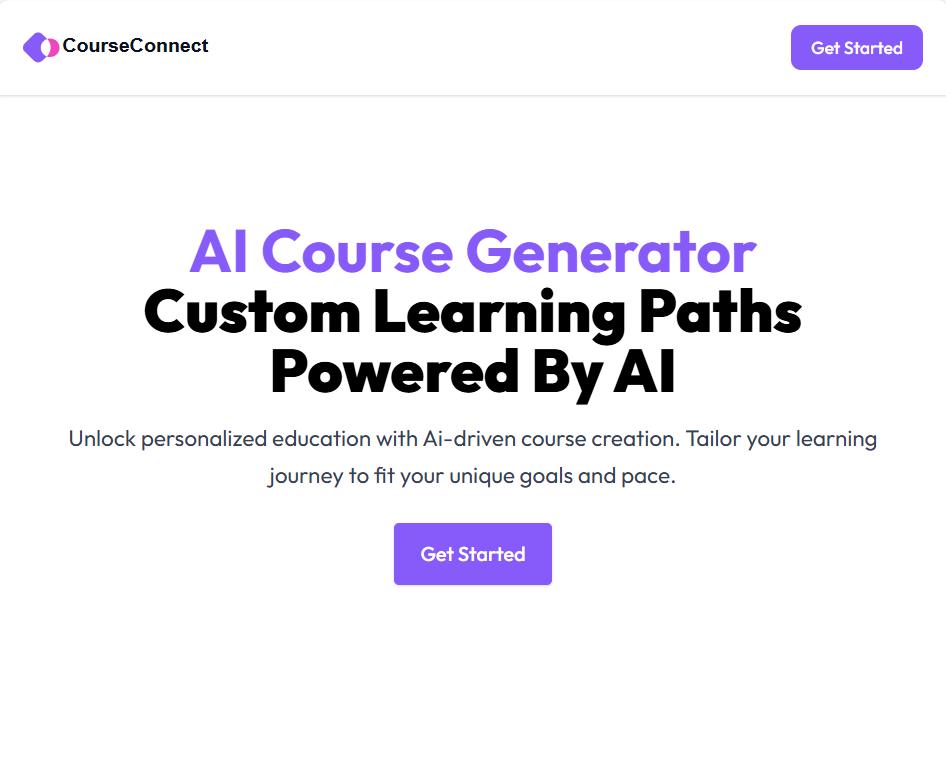 CourseConnect
Get Started
AI Course Generator
Custom Learning Paths
Powered By AI
Unlock personalized education with Ai-driven course creation. Tailor your learning
journey to fit your unique goals and pace.
Get Started